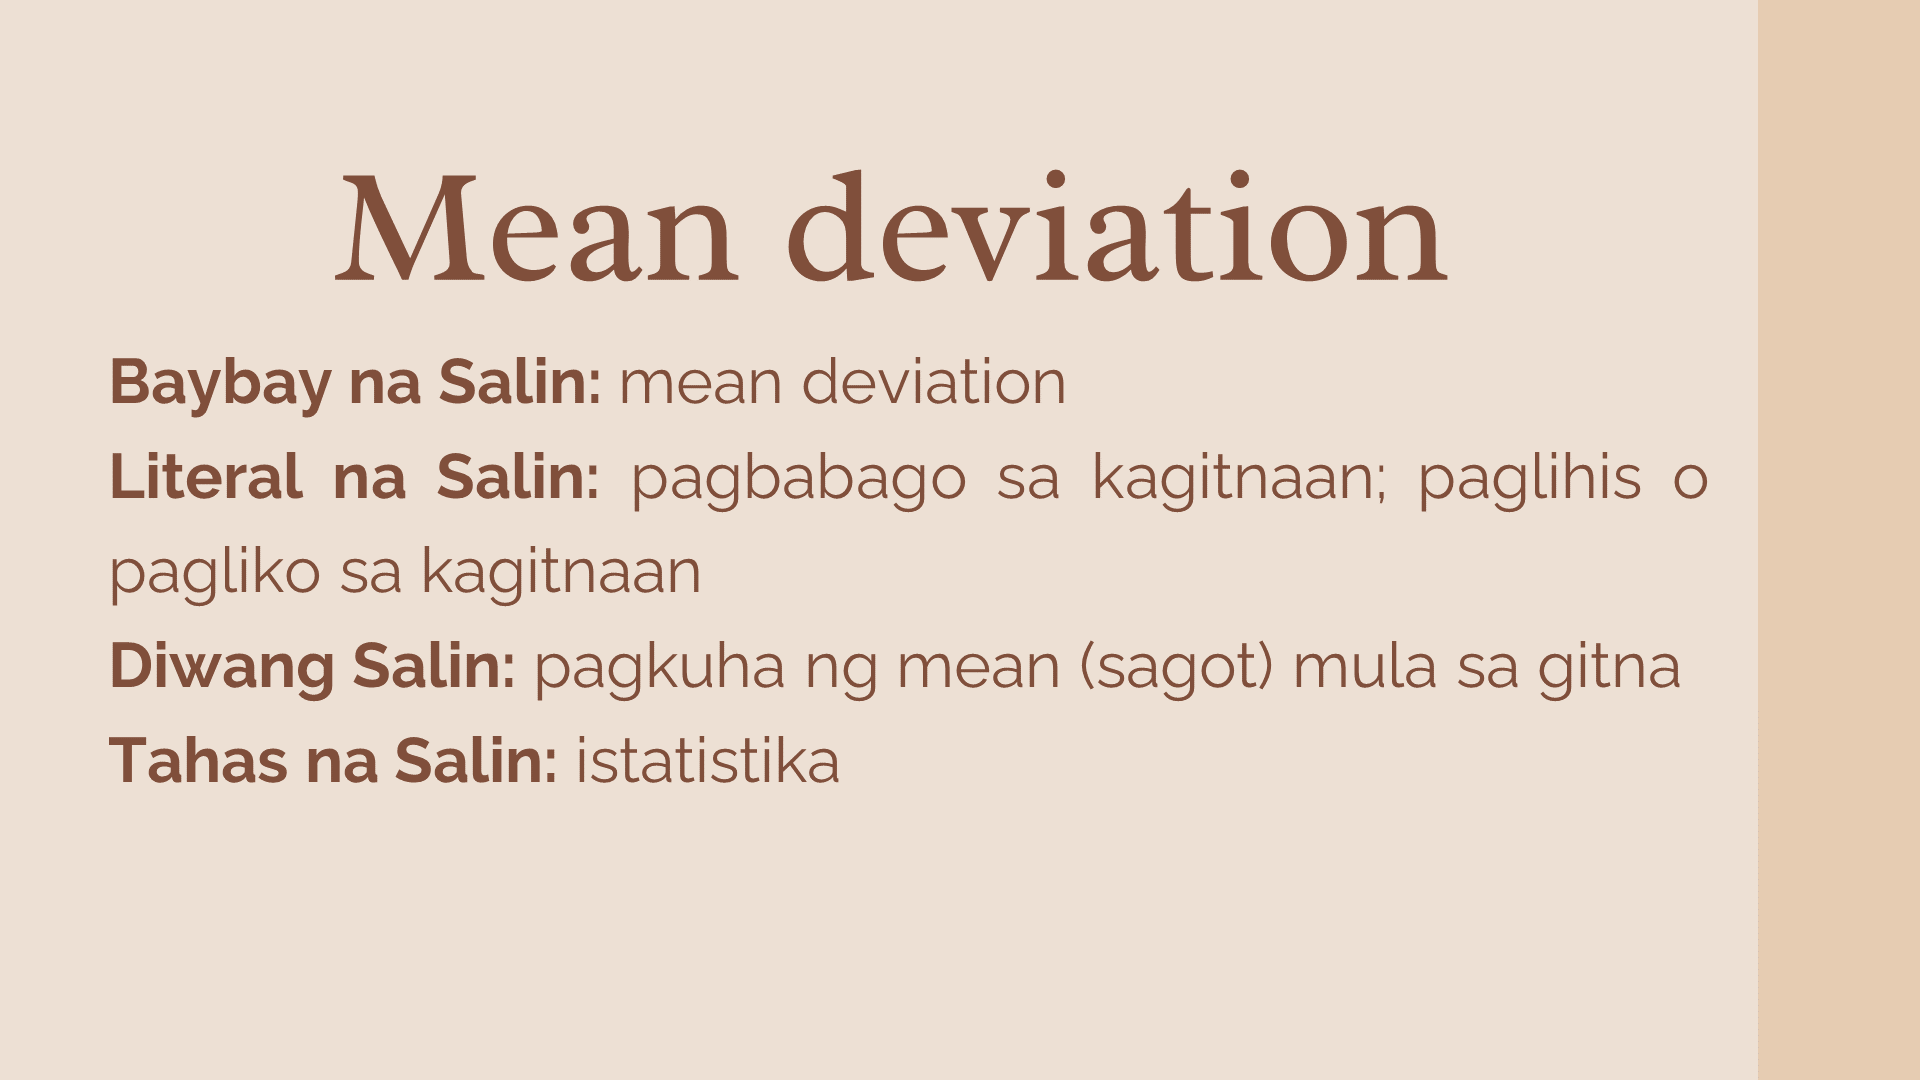 Mean deviation
Baybay na Salin: mean deviation
Literal na Salin: pagbabago sa kagitnaan; paglihis o
pagliko sa kagitnaan
Diwang Salin: pagkuha ng mean (sagot) mula sa gitna
Tahas na Salin: istatistika